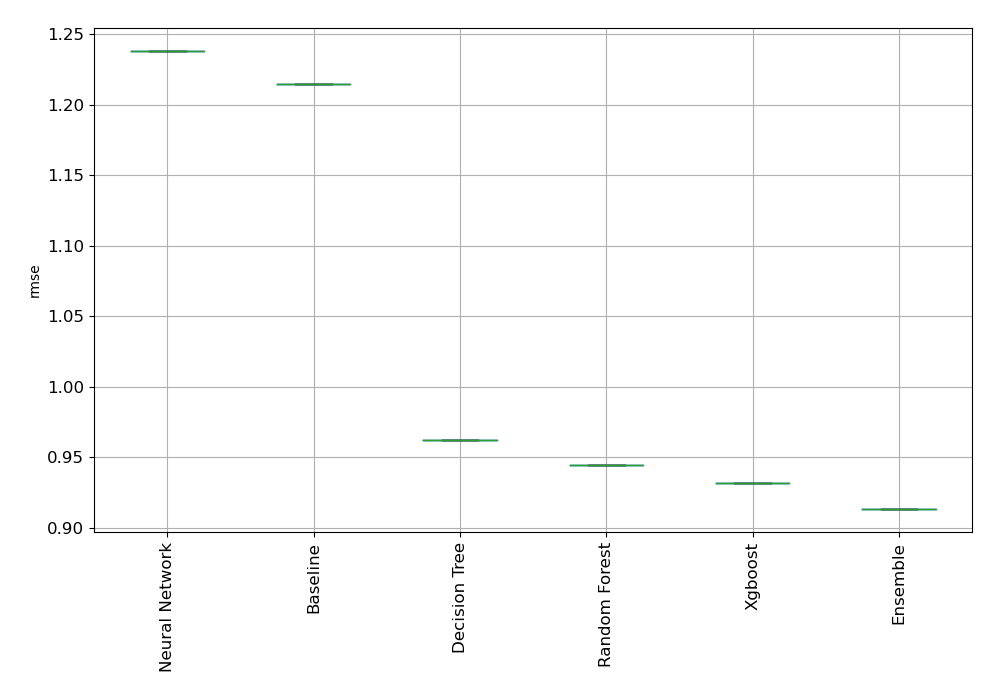 1.25
1.20
1.15
1.10
1.05
1.00
0.95
0.90
rmse
Neural Network
Baseline
Decision Tree
Random Forest
Xgboost
Ensemble